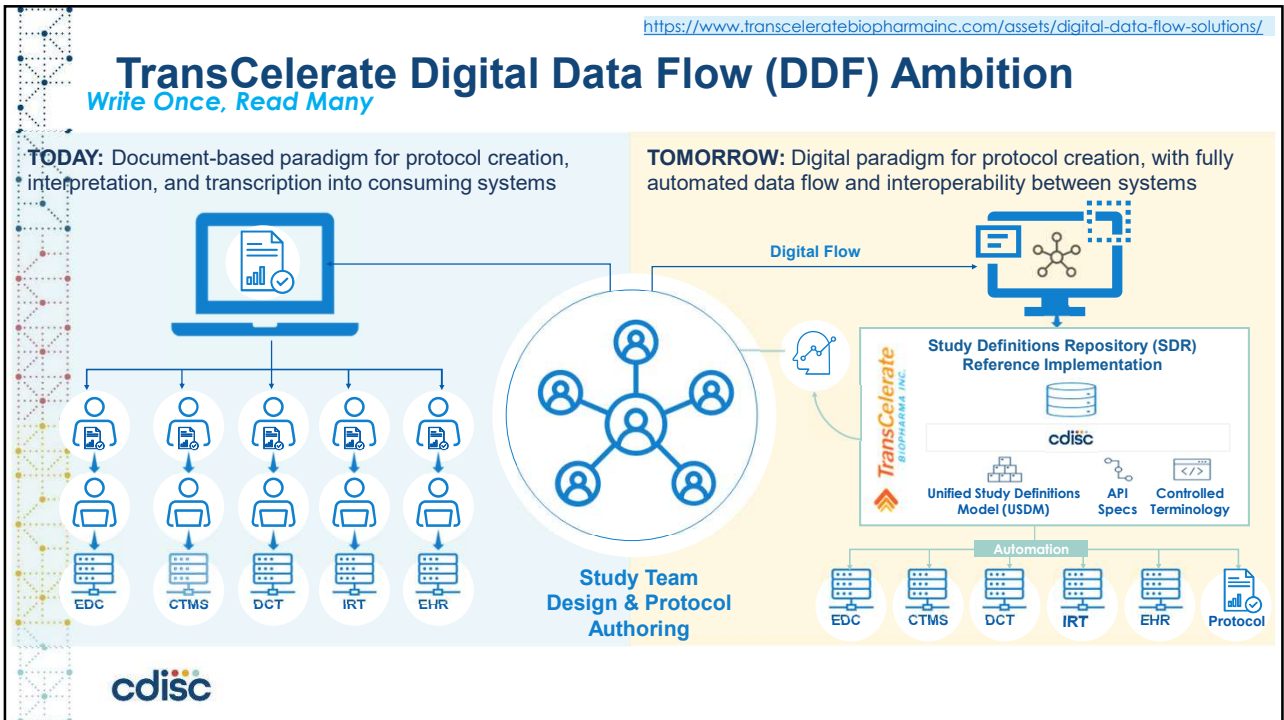 https://www.transceleratebiopharmainc.com/assets/digital-data-flow-solutions/
TransCelerate Digital Data Flow (DDF) Ambition
Write Once, Read Many
TODAY: Document-based paradigm for protocol creation,
interpretation, and transcription into consuming systems
TOMORROW: Digital paradigm for protocol creation, with fully
automated data flow and interoperability between systems
Digital Flow
Study Definitions Repository (SDR)
Reference Implementation
TransCelerate
BIOPHARMA INC.
cdisc
Unified Study Definitions
Model (USDM)
API
Specs
Controlled
Terminology
Automation
EDC
CTMS
DCT
IRT
EHR
Study Team
Design & Protocol
Authoring
EDC
CTMS
DCT
IRT
EHR
Protocol
cdisc